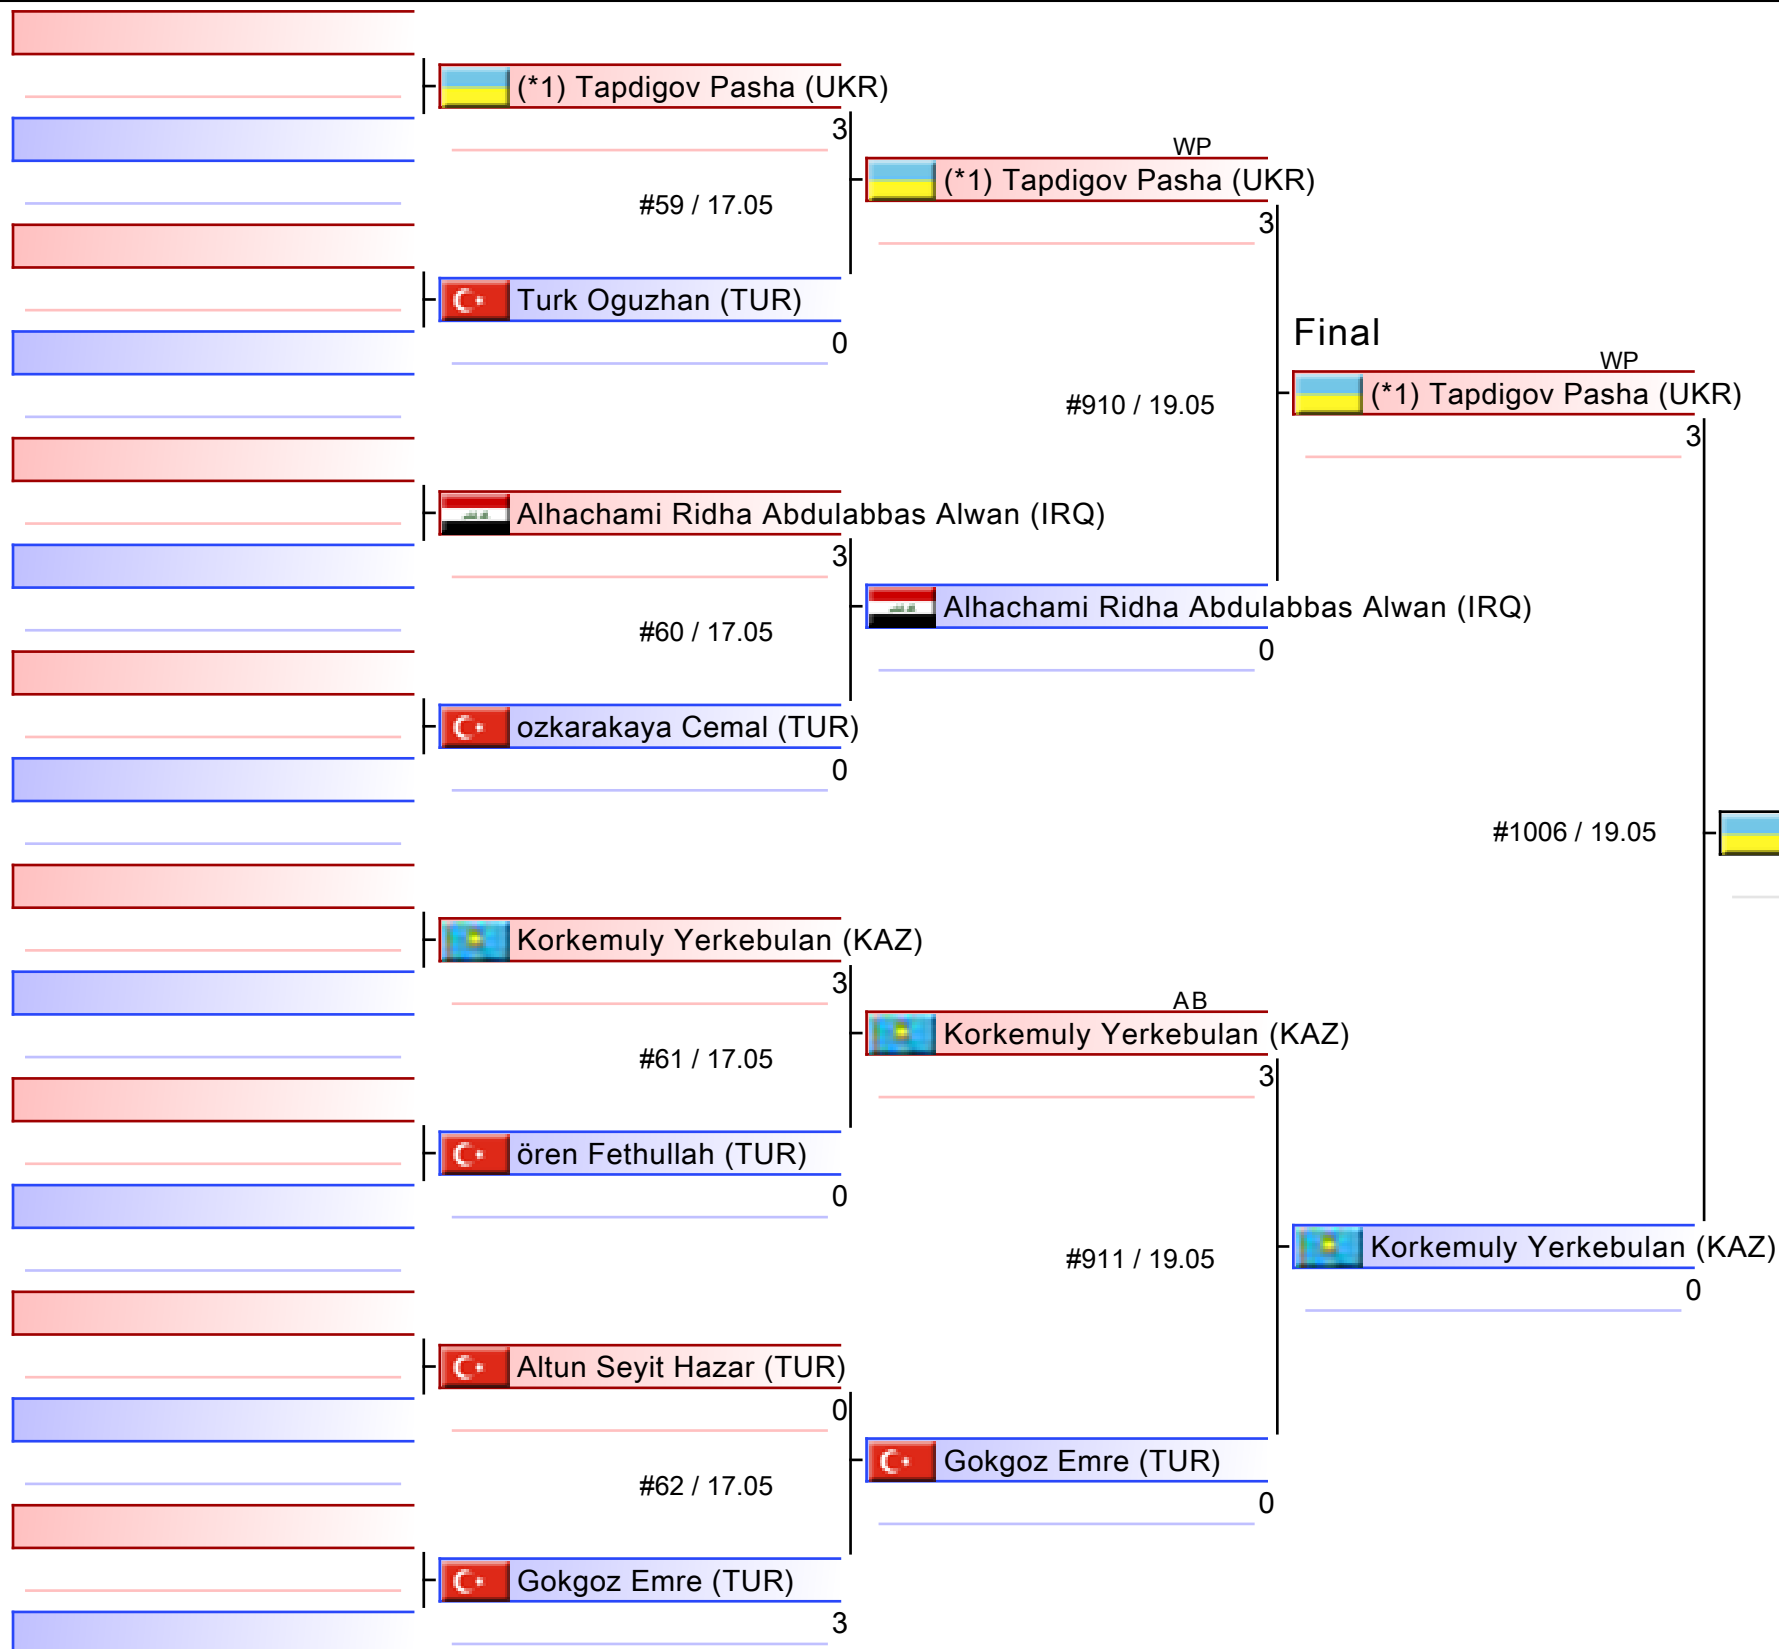 (*1) Tapdigov Pasha (UKR)
3
#59 / 17.05
Turk Oguzhan (TUR)
0
Alhachami Ridha Abdulabbas Alwan (IRQ)
3
#60 / 17.05
ozkarakaya Cemal (TUR)
0
Korkemuly Yerkebulan (KAZ)
3
#61 / 17.05
ören Fethullah (TUR)
0
Altun Seyit Hazar (TUR)
0
#62 / 17.05
Gokgoz Emre (TUR)
3
WP
(*1) Tapdigov Pasha (UKR)
3
#910 / 19.05
Alhachami Ridha Abdulabbas Alwan (IRQ)
0
AB
Korkemuly Yerkebulan (KAZ)
3
#911 / 19.05
Gokgoz Emre (TUR)
0
Final
WP
(*1) Tapdigov Pasha (UKR)
3
#1006 / 19.05
Korkemuly Yerkebulan (KAZ)
0